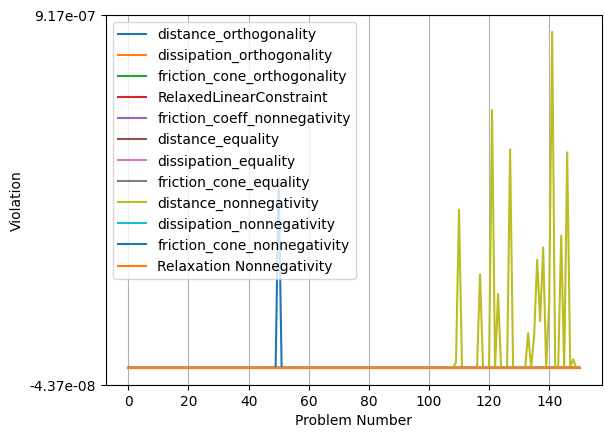 9.17e-07
distance_orthogonality
dissipation_orthogonality
friction_cone_orthogonality
RelaxedLinearConstraint
friction_coeff_nonnegativity
distance_equality
dissipation_equality
friction_cone_equality
distance_nonnegativity
dissipation_nonnegativity
friction_cone_nonnegativity
Relaxation Nonnegativity
Violation
-4.37e-08
0 20 40 60 80 100 120 140
Problem Number